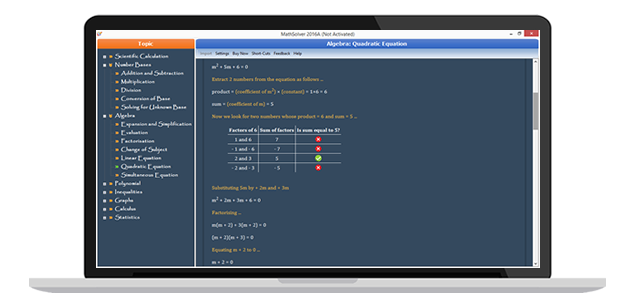 MathSolver 2016A (Not Activated)
Topic
Algebra: Quadratic Equation
Import Settings Buy Now Short Cuts Feedback Help
Scientific Calculation
Number Bases
Addition and Subtraction
Multiplication
Division
Conversion of Base
Solving for Unknown Base
Algebra
Expansion and Simplification
Evaluation
Factorisation
Change of Subject
Linear Equation
Quadratic Equation
Simultaneous Equation
Polynomial
Inequalities
Graphs
Calculus
Statistics
m² + 5m + 6 = 0
Extract 2 numbers from the equation as follows ...
product = (coefficient of m²) × (constant) = 1×6 = 6
sum = (coefficient of m) = 5
Now we look for two numbers whose product = 6 and sum = 5 ...
Factors of 6 Sum of factors Is sum equal to 5?
1 and 6 7
- 1 and - 6 - 7
2 and 3 5
- 2 and - 3 - 5
Substituting 5m by + 2m and + 3m
m² + 2m + 3m + 6 = 0
Factorising ...
m(m + 2) + 3(m + 2) = 0
(m + 2)(m + 3) = 0
Equating m + 2 to 0 ...
m + 2 = 0